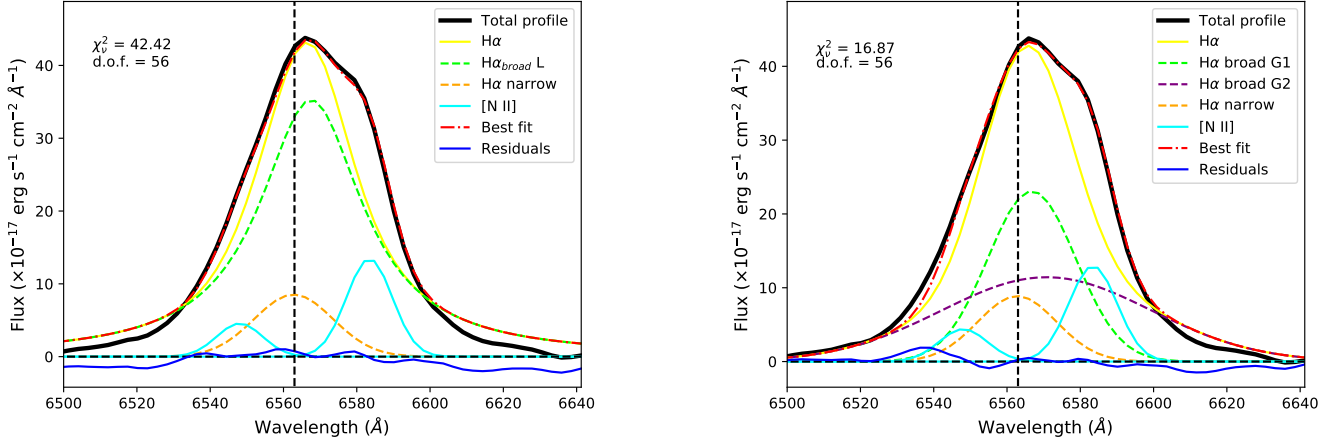 χ²ᵥ = 42.42
d.o.f. = 56
Total profile
Hα
Hα_broad L
Hα narrow
[N II]
Best fit
Residuals
Flux (×10⁻¹⁷ erg s⁻¹ cm⁻² Å⁻¹)
40
30
20
10
0
6500 6520 6540 6560 6580 6600 6620 6640
Wavelength (Å)
χ²ᵥ = 16.87
d.o.f. = 56
Total profile
Hα
Hα broad G1
Hα broad G2
Hα narrow
[N II]
Best fit
Residuals
Flux (×10⁻¹⁷ erg s⁻¹ cm⁻² Å⁻¹)
40
30
20
10
0
6500 6520 6540 6560 6580 6600 6620 6640
Wavelength (Å)